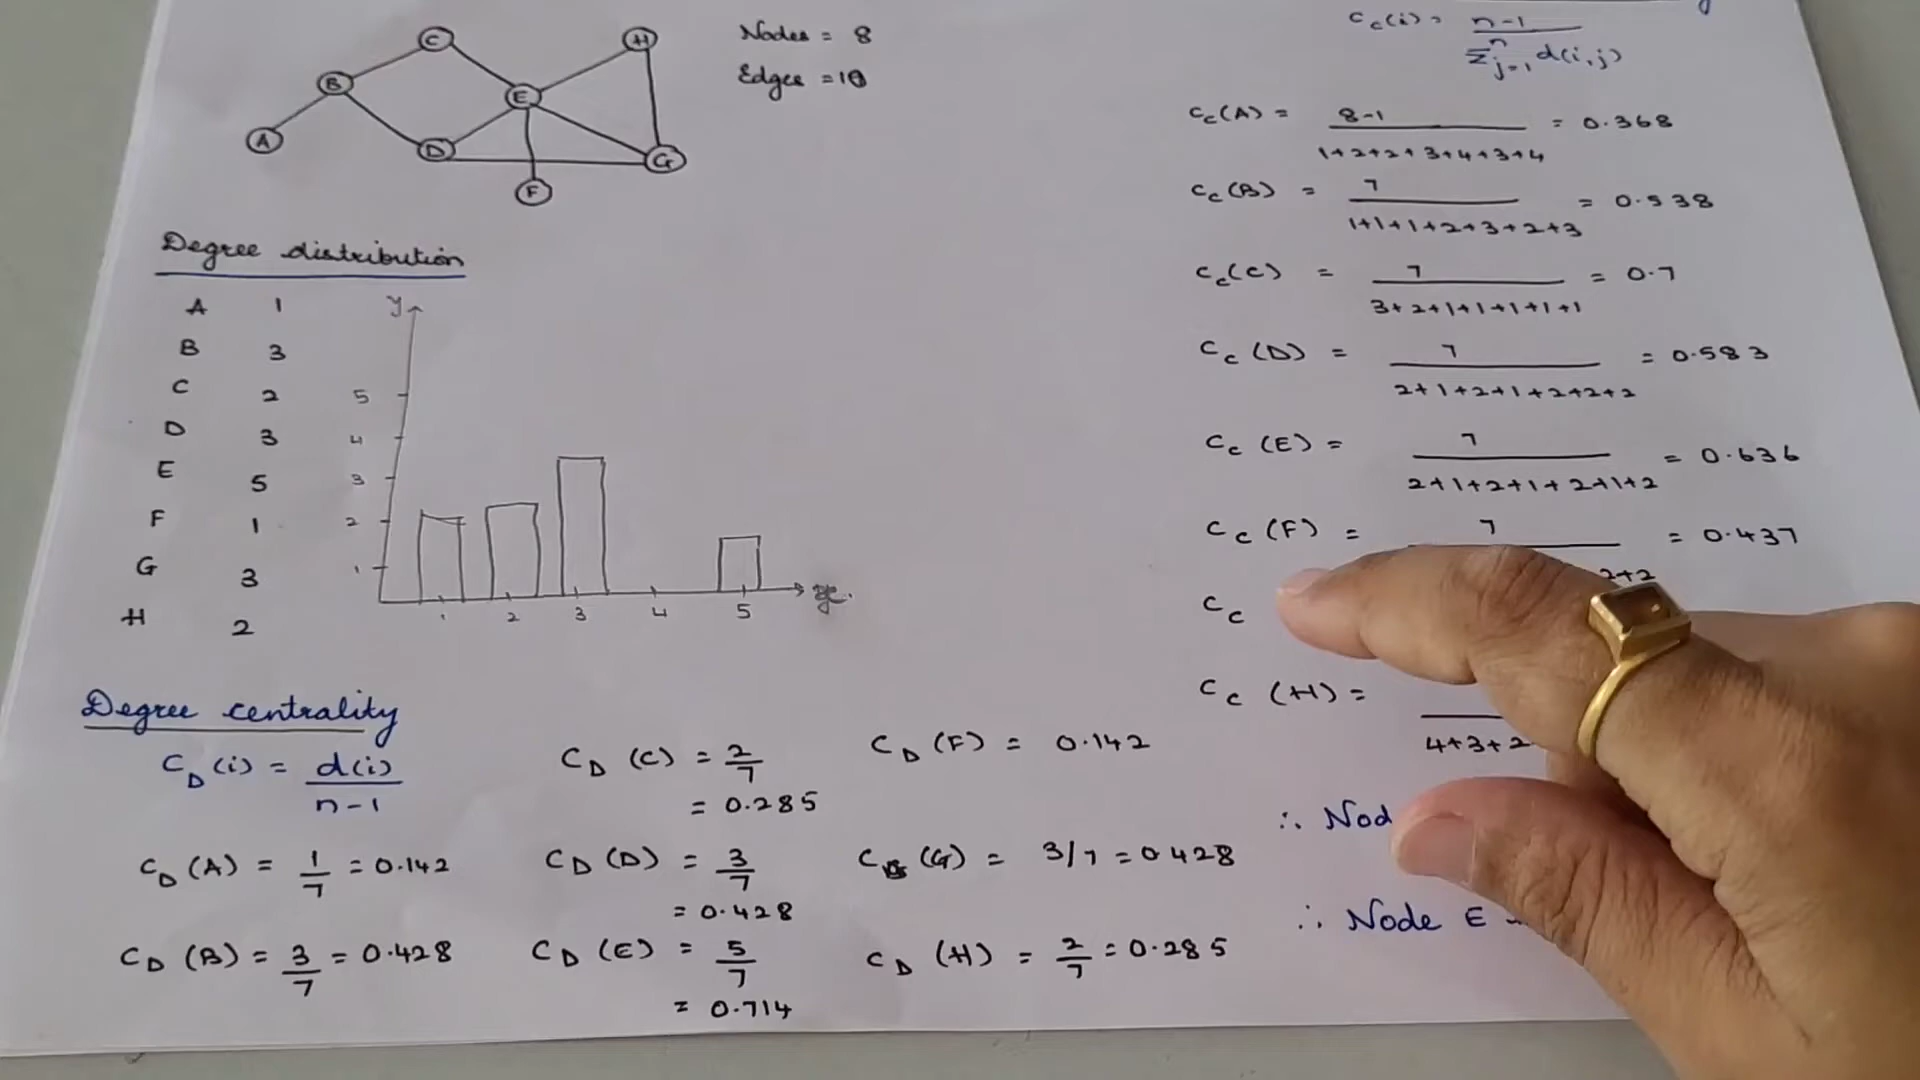 A
B
C
D
E
F
G
H
Nodes = 8
Edges = 10
Degree distribution
A 1
B 3
C 2
D 3
E 5
F 1
G 3
H 2
y
5
4
3
2
1
1 2 3 4 5
Degree centrality
C_D (i) = d(i) / n-1
C_D (A) = 1/7 = 0.142
C_D (B) = 3/7 = 0.428
C_D (C) = 2/7
= 0.285
C_D (D) = 3/7
= 0.428
C_D (E) = 5/7
= 0.714
C_D (F) = 0.142
C_D (G) = 3/7 = 0.428
C_D (H) = 2/7 = 0.285
C_c (i) = n-1 / Σ^n_{j=1} d(i,j)
C_c (A) = 8-1 / 1+2+2+3+4+3+4 = 0.368
C_c (B) = 7 / 1+1+1+2+3+2+3 = 0.538
C_c (C) = 7 / 3+2+1+1+1+1+1 = 0.7
C_c (D) = 7 / 2+1+2+1+2+2+2 = 0.583
C_c (E) = 7 / 2+1+2+1+2+1+2 = 0.636
C_c (F) = 7 / 2+2 = 0.437
C_c
C_c (H) = / 4+3+2
∴ Nod
∴ Node E